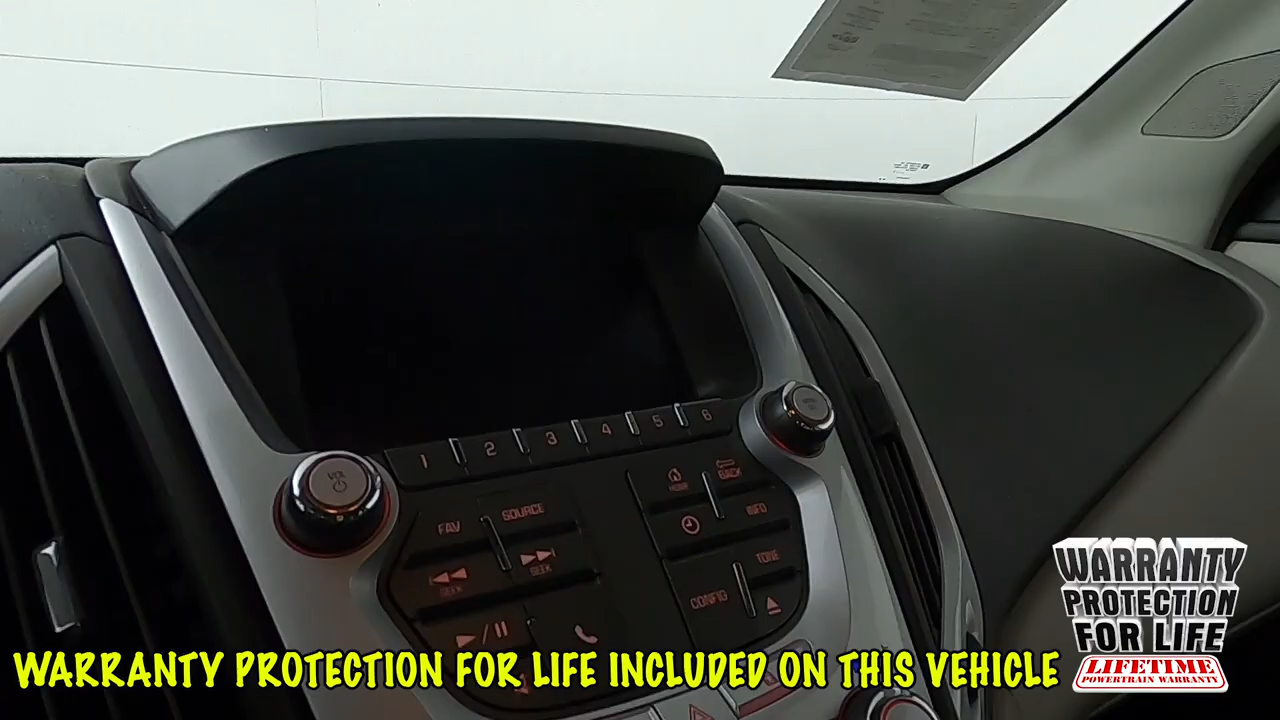 VOL
1 2 3 4 5 6
FAV SOURCE
SEEK SEEK
HOME BACK
INFO
TONE
CONFIG
WARRANTY PROTECTION FOR LIFE INCLUDED ON THIS VEHICLE
WARRANTY
PROTECTION
FOR LIFE
LIFETIME
POWERTRAIN WARRANTY